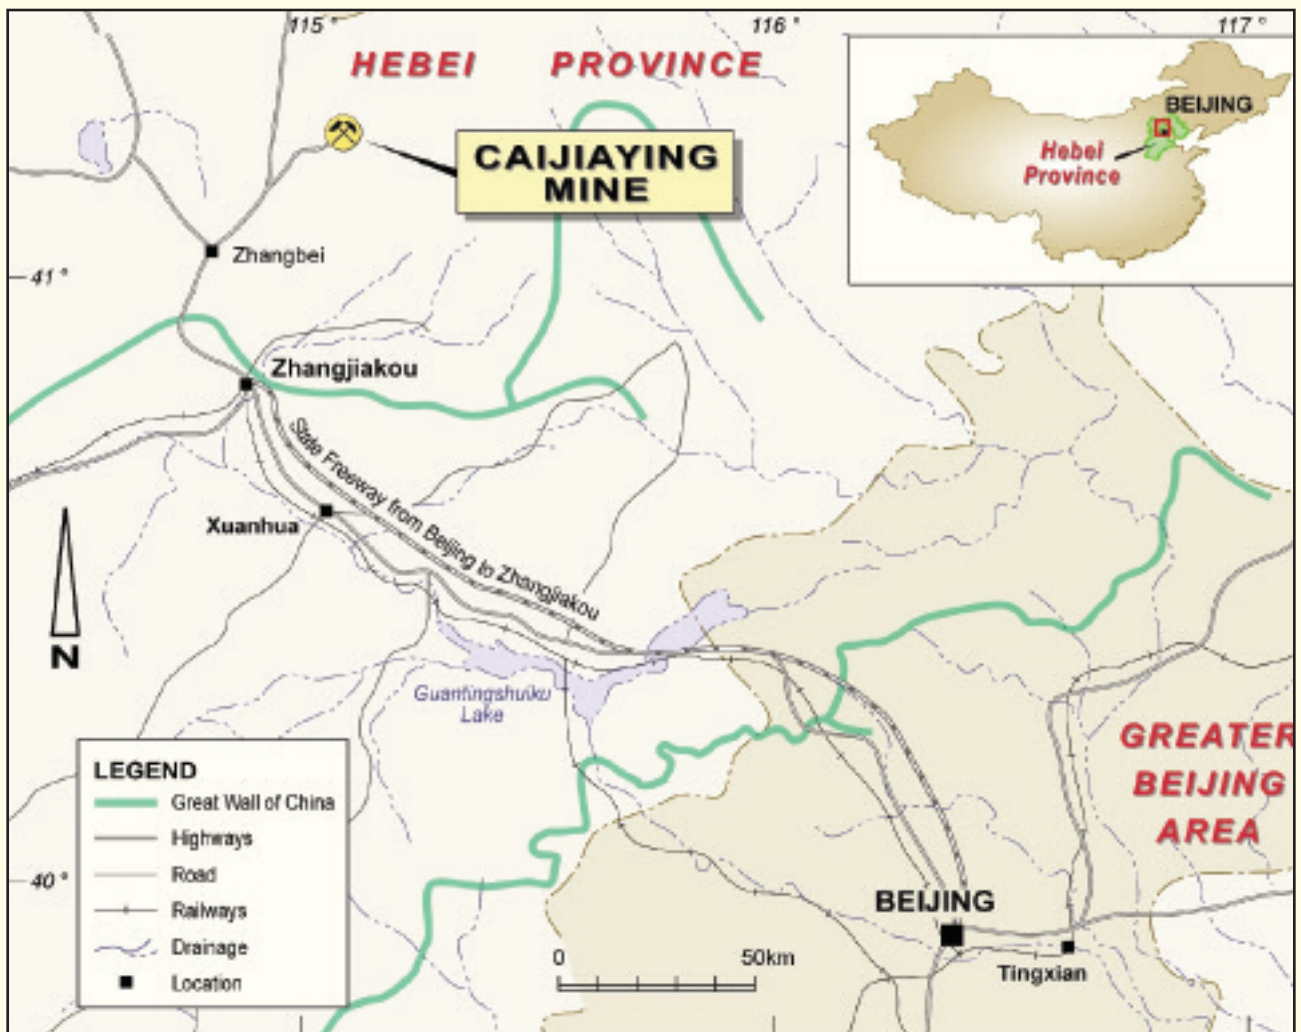 115°
116°
117°
HEBEI PROVINCE
BEIJING
Hebei
Province
CAIJIAYING
MINE
Zhangbei
41°
Zhangjiakou
State Freeway from Beijing to Zhangjiakou
Xuanhua
N
Guantingshuiku
Lake
GREATER
BEIJING
AREA
LEGEND
Great Wall of China
Highways
Road
Railways
Drainage
Location
40°
BEIJING
0 50km
Tingxian